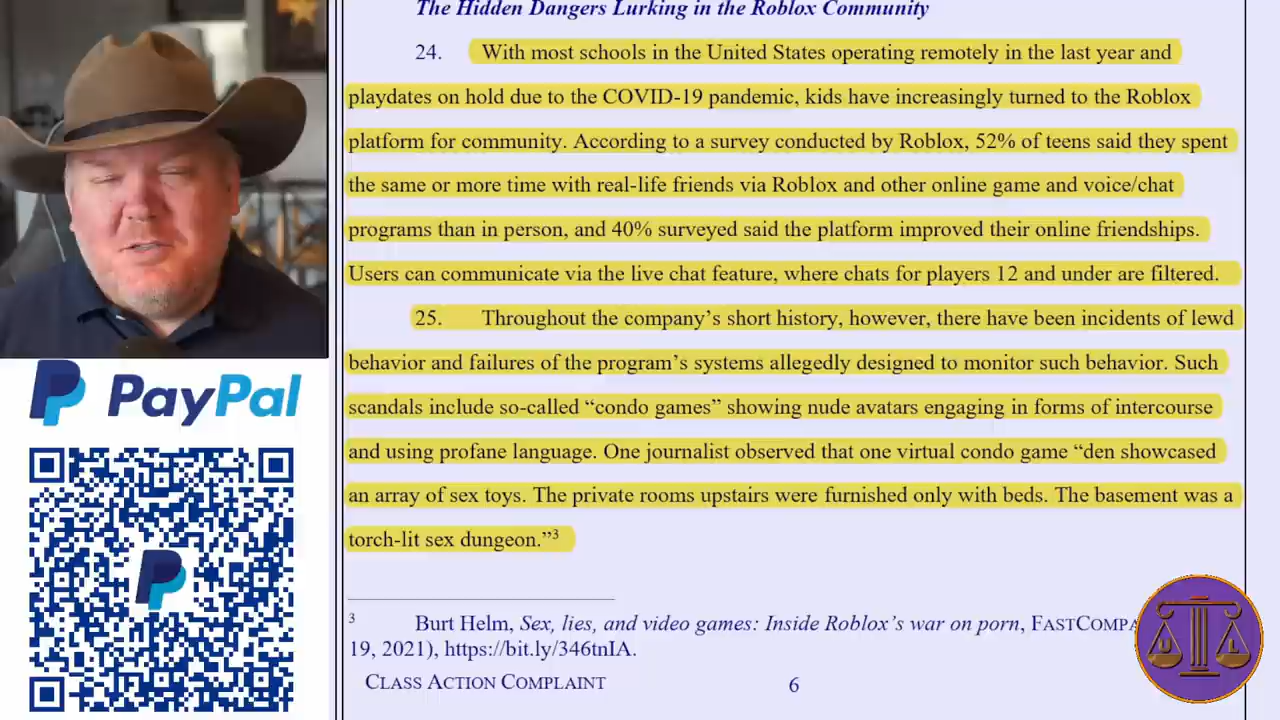 The Hidden Dangers Lurking in the Roblox Community
24. With most schools in the United States operating remotely in the last year and
playdates on hold due to the COVID-19 pandemic, kids have increasingly turned to the Roblox
platform for community. According to a survey conducted by Roblox, 52% of teens said they spent
the same or more time with real-life friends via Roblox and other online game and voice/chat
programs than in person, and 40% surveyed said the platform improved their online friendships.
Users can communicate via the live chat feature, where chats for players 12 and under are filtered.
25. Throughout the company’s short history, however, there have been incidents of lewd
behavior and failures of the program’s systems allegedly designed to monitor such behavior. Such
scandals include so-called “condo games” showing nude avatars engaging in forms of intercourse
and using profane language. One journalist observed that one virtual condo game “den showcased
an array of sex toys. The private rooms upstairs were furnished only with beds. The basement was a
torch-lit sex dungeon.”3
3 Burt Helm, Sex, lies, and video games: Inside Roblox’s war on porn, FASTCOMPA
19, 2021), https://bit.ly/346tnIA.
CLASS ACTION COMPLAINT
6
PayPal
U L